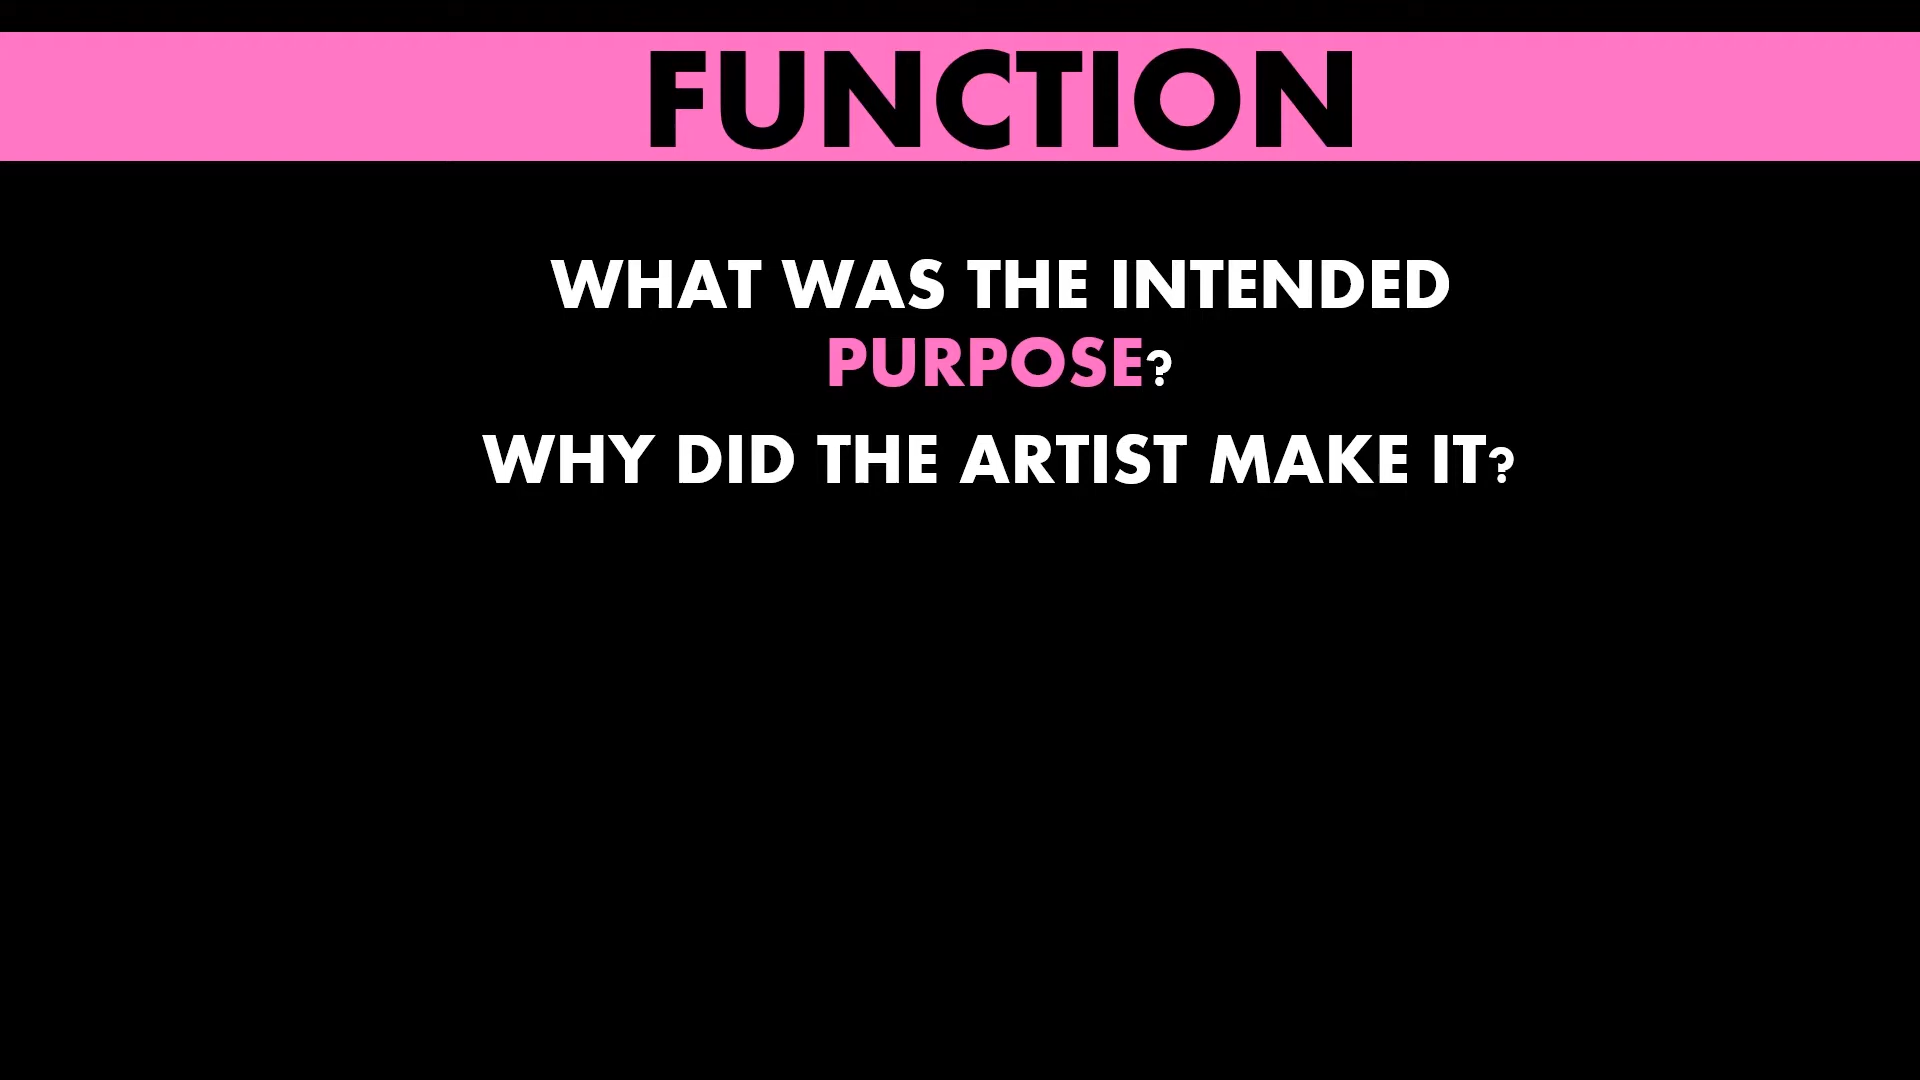 FUNCTION
WHAT WAS THE INTENDED
PURPOSE?
WHY DID THE ARTIST MAKE IT?